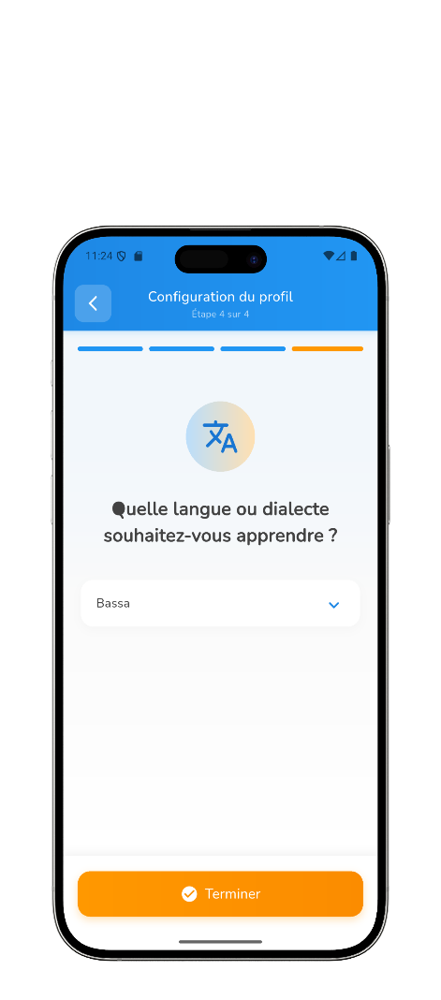 11:24
Configuration du profil
Étape 4 sur 4
Quelle langue ou dialecte
souhaitez-vous apprendre ?
Bassa
Terminer